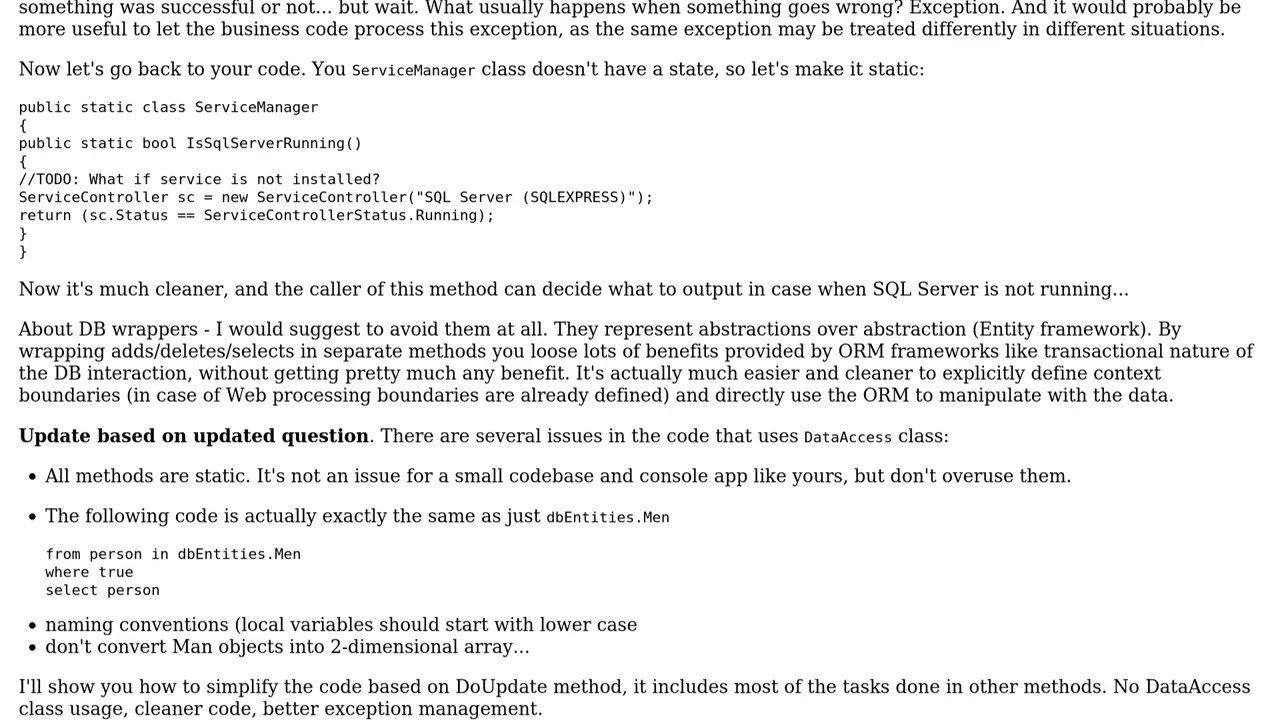 something was successful or not... but wait. What usually happens when something goes wrong? Exception. And it would probably be
more useful to let the business code process this exception, as the same exception may be treated differently in different situations.
Now let's go back to your code. You ServiceManager class doesn't have a state, so let's make it static:
public static class ServiceManager
{
public static bool IsSqlServerRunning()
{
//TODO: What if service is not installed?
ServiceController sc = new ServiceController("SQL Server (SQLEXPRESS)");
return (sc.Status == ServiceControllerStatus.Running);
}
}
Now it's much cleaner, and the caller of this method can decide what to output in case when SQL Server is not running...
About DB wrappers - I would suggest to avoid them at all. They represent abstractions over abstraction (Entity framework). By
wrapping adds/deletes/selects in separate methods you loose lots of benefits provided by ORM frameworks like transactional nature of
the DB interaction, without getting pretty much any benefit. It's actually much easier and cleaner to explicitly define context
boundaries (in case of Web processing boundaries are already defined) and directly use the ORM to manipulate with the data.
Update based on updated question. There are several issues in the code that uses DataAccess class:
• All methods are static. It's not an issue for a small codebase and console app like yours, but don't overuse them.
• The following code is actually exactly the same as just dbEntities.Men
from person in dbEntities.Men
where true
select person
• naming conventions (local variables should start with lower case
• don't convert Man objects into 2-dimensional array...
I'll show you how to simplify the code based on DoUpdate method, it includes most of the tasks done in other methods. No DataAccess
class usage, cleaner code, better exception management.